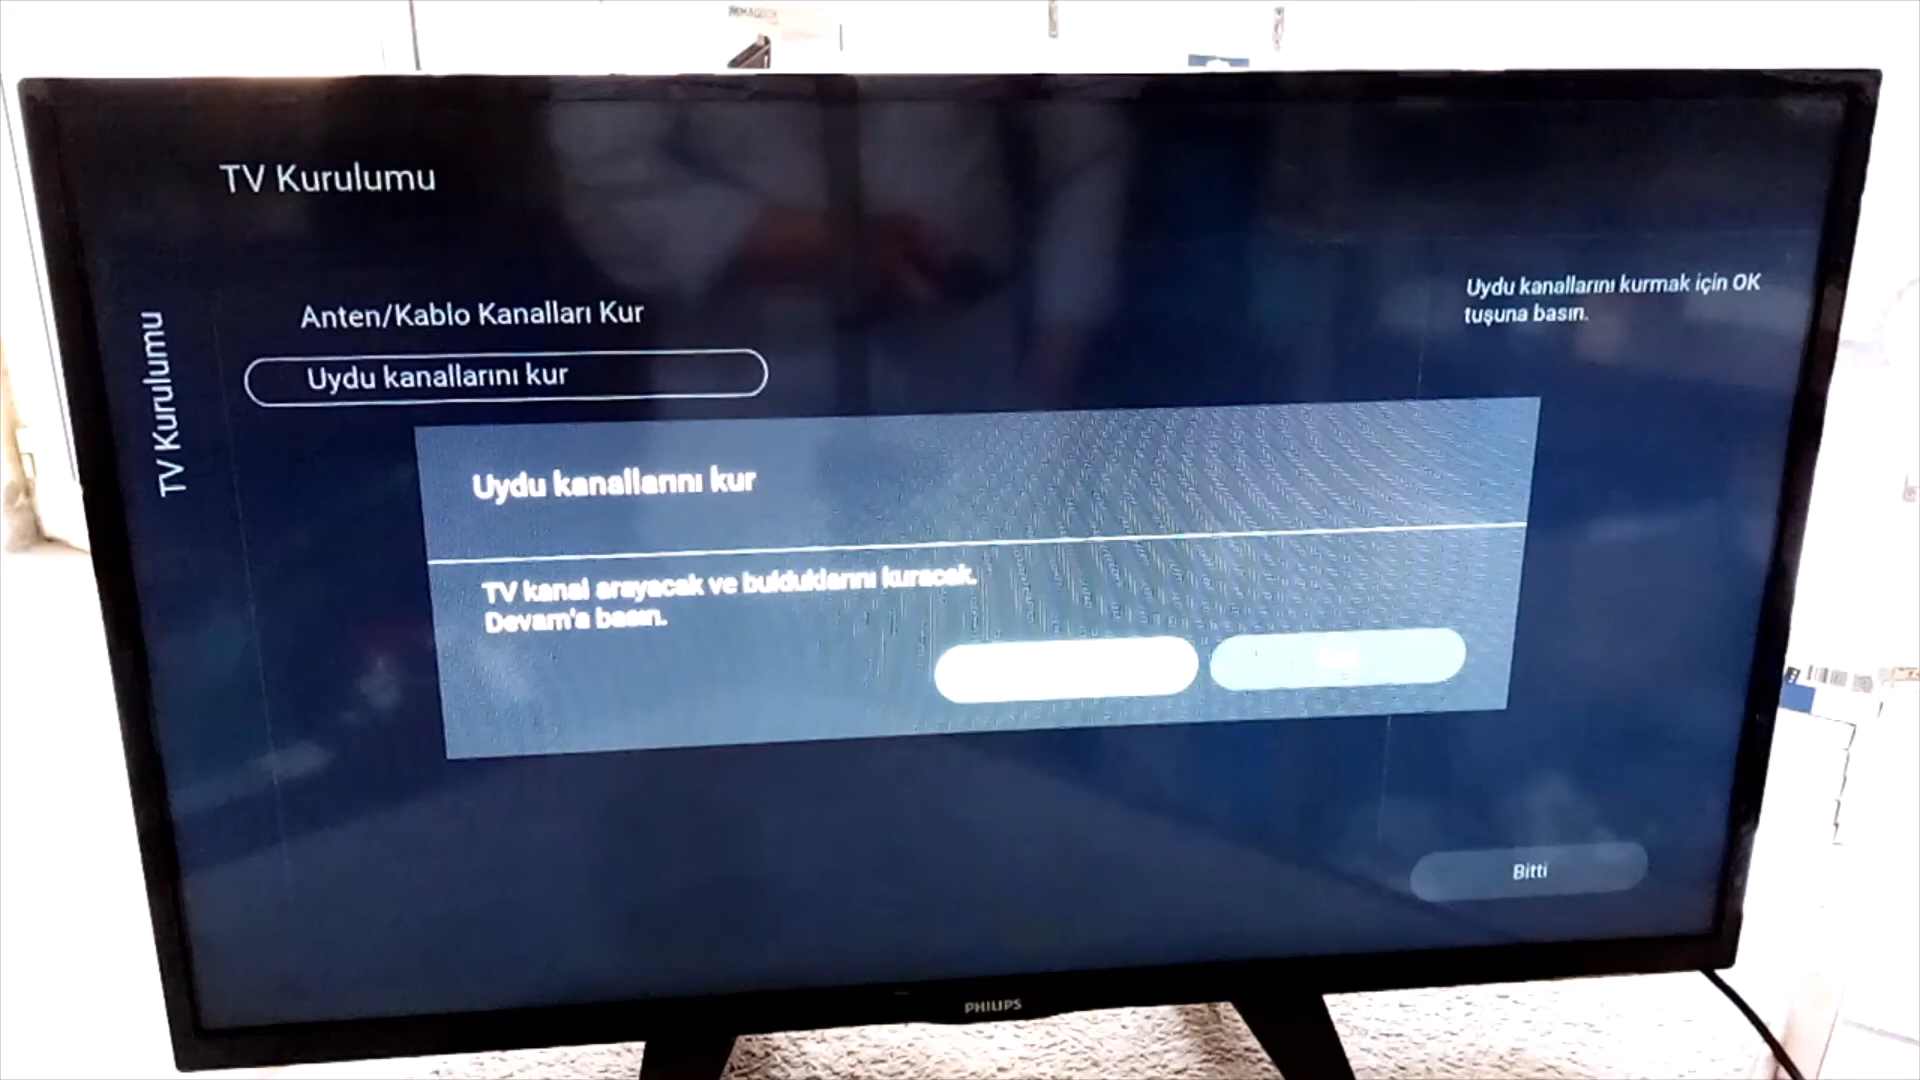 TV Kurulumu
TV Kurulumu
Anten/Kablo Kanalları Kur
Uydu kanallarını kur
Uydu kanallarını kurmak için OK
tuşuna basın.
Uydu kanallarını kur
TV kanal arayacak ve bulduklarını kuracak.
Devam'a basın.
Bitti
PHILIPS